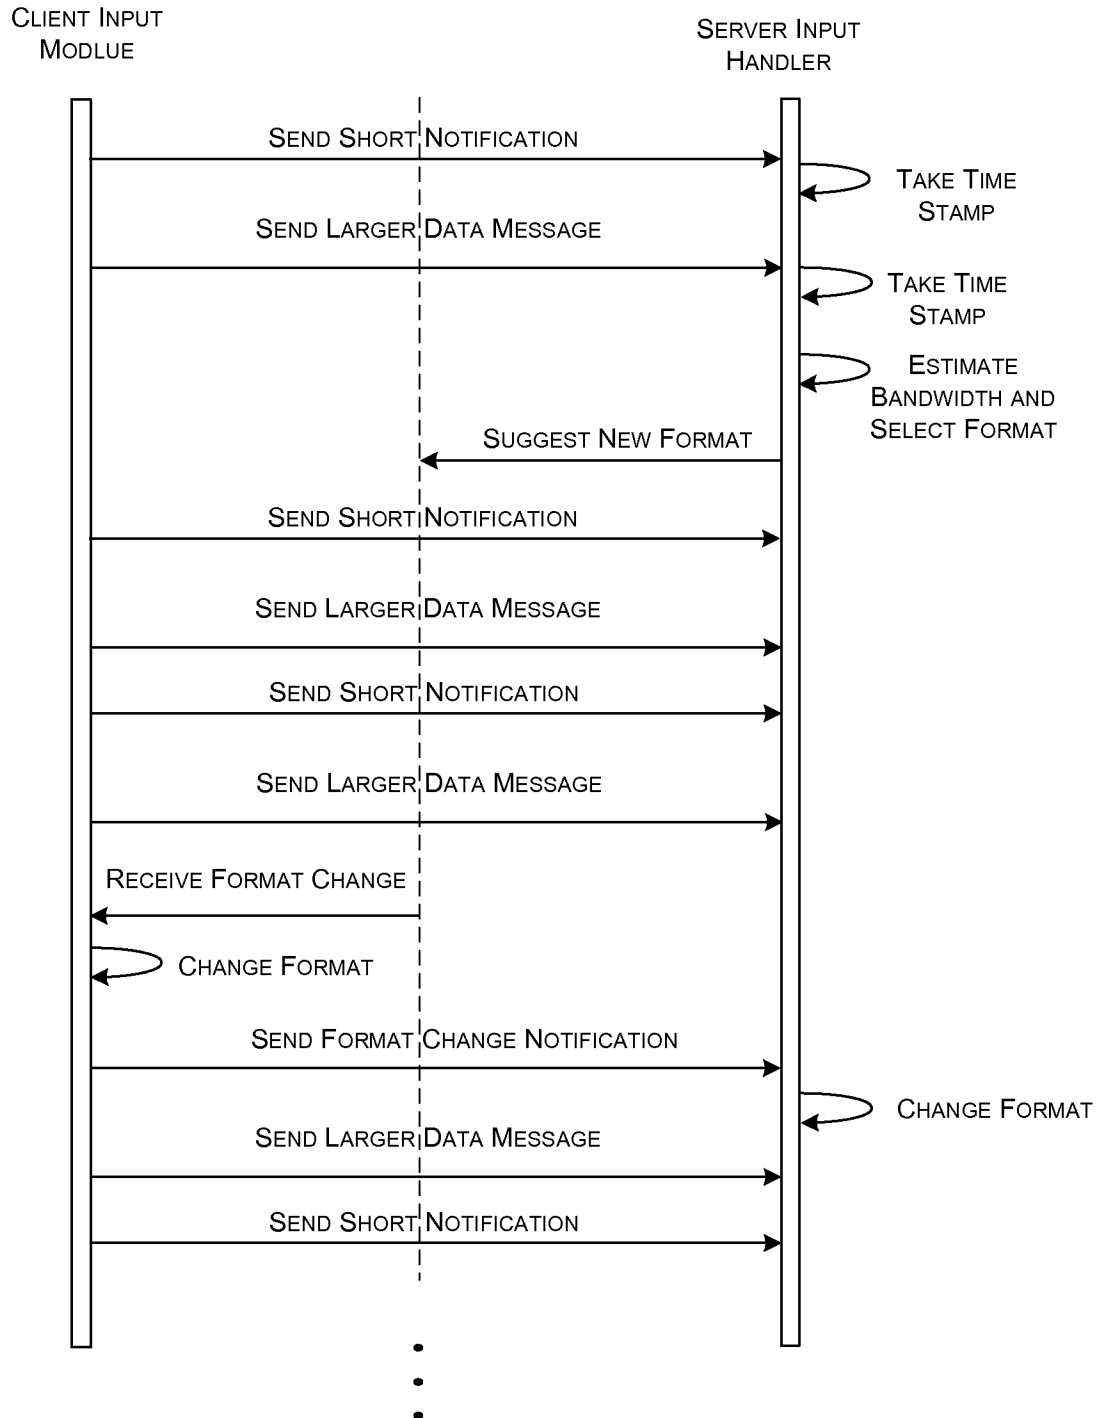 CLIENT INPUT
MODLUE
SERVER INPUT
HANDLER
SEND SHORT NOTIFICATION
TAKE TIME
STAMP
SEND LARGER DATA MESSAGE
TAKE TIME
STAMP
ESTIMATE
BANDWIDTH AND
SELECT FORMAT
SUGGEST NEW FORMAT
SEND SHORT NOTIFICATION
SEND LARGER DATA MESSAGE
SEND SHORT NOTIFICATION
SEND LARGER DATA MESSAGE
RECEIVE FORMAT CHANGE
CHANGE FORMAT
SEND FORMAT CHANGE NOTIFICATION
CHANGE FORMAT
SEND LARGER DATA MESSAGE
SEND SHORT NOTIFICATION